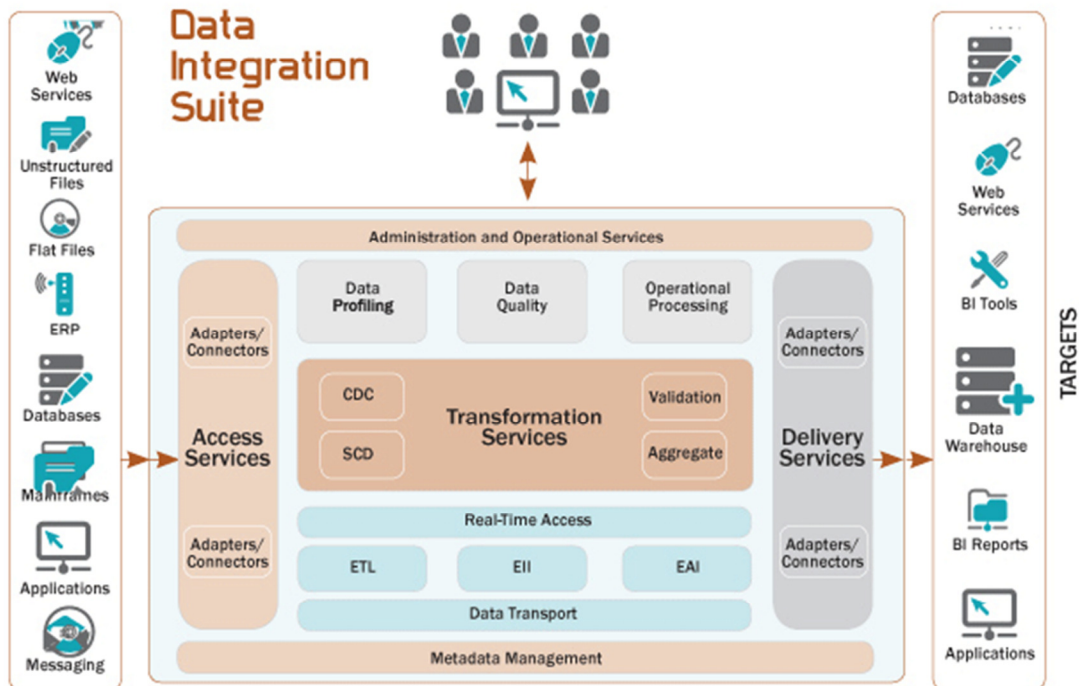 Data
Integration
Suite
Web
Services
Unstructured
Files
Flat Files
ERP
Databases
Mainframes
Applications
Messaging
Administration and Operational Services
Adapters/
Connectors
Access
Services
Adapters/
Connectors
Data
Profiling
Data
Quality
Operational
Processing
CDC
SCD
Transformation
Services
Validation
Aggregate
Real-Time Access
ETL
EII
EAI
Data Transport
Adapters/
Connectors
Delivery
Services
Adapters/
Connectors
Metadata Management
Databases
Web
Services
BI Tools
Data
Warehouse
BI Reports
Applications
TARGETS